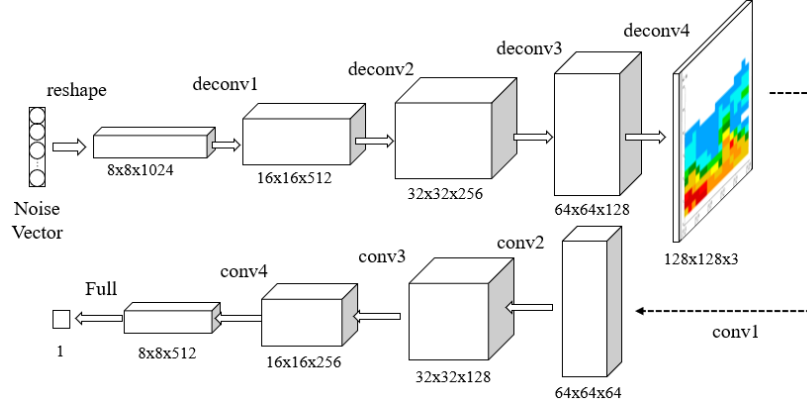 reshape
deconv1
deconv2
deconv3
deconv4
Noise
Vector
8x8x1024
16x16x512
32x32x256
64x64x128
128x128x3
Full
conv4
conv3
conv2
conv1
1
8x8x512
16x16x256
32x32x128
64x64x64